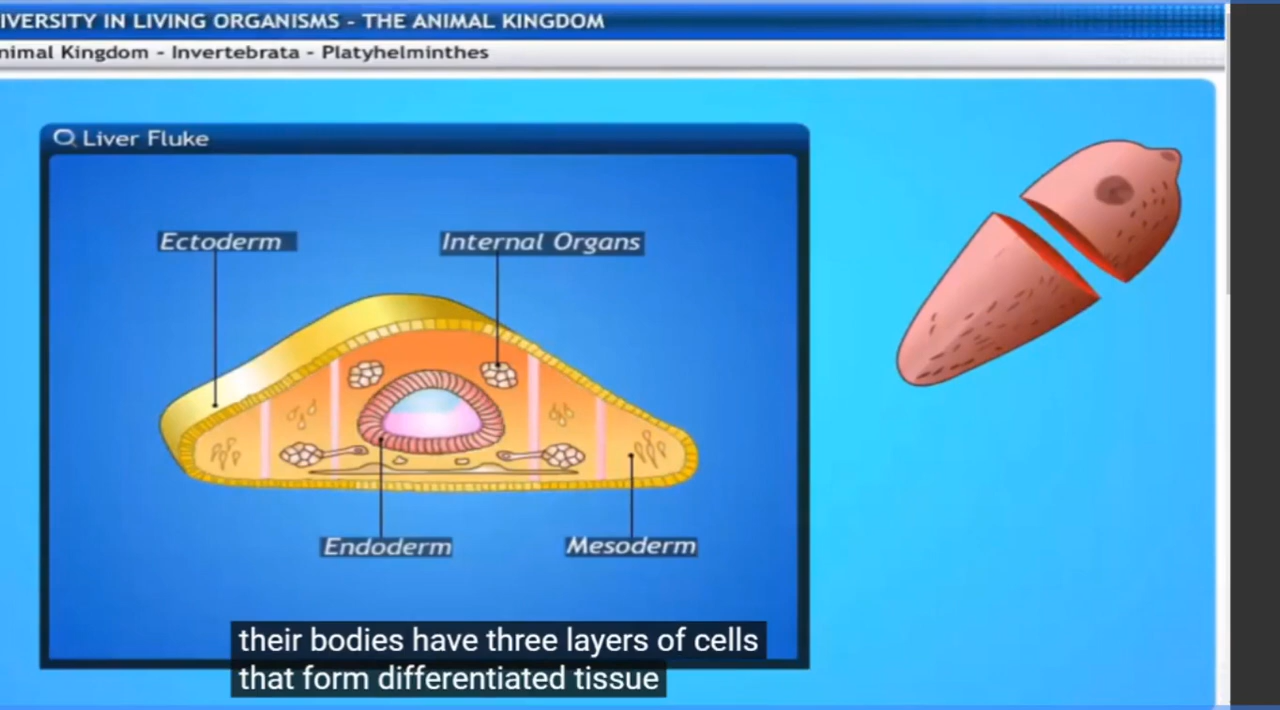 IVERSITY IN LIVING ORGANISMS - THE ANIMAL KINGDOM
nimal Kingdom - Invertebrata - Platyhelminthes
Liver Fluke
Ectoderm
Internal Organs
Endoderm
Mesoderm
their bodies have three layers of cells
that form differentiated tissue